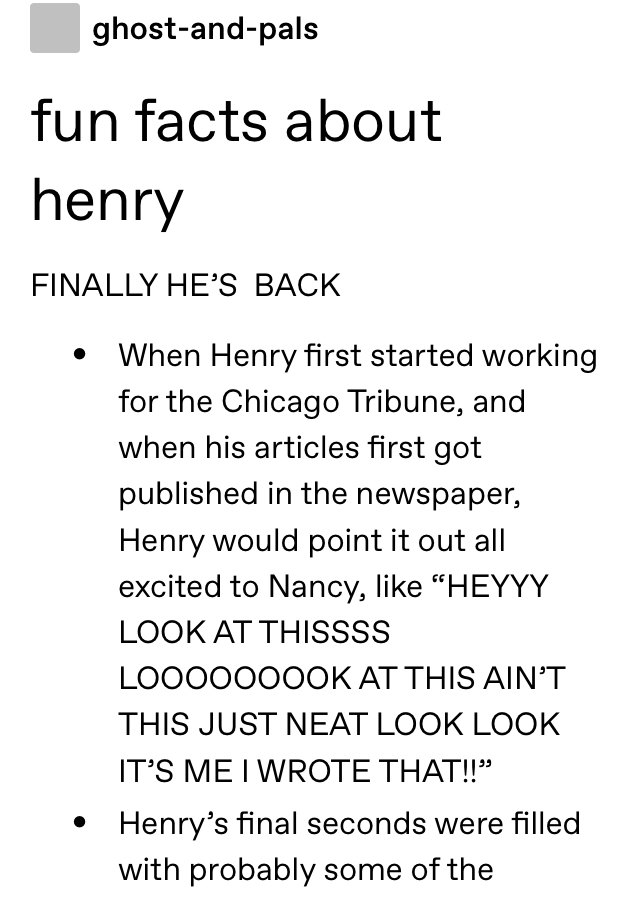 ghost-and-pals
fun facts about
henry
FINALLY HE’S  BACK
• When Henry first started working
for the Chicago Tribune, and
when his articles first got
published in the newspaper,
Henry would point it out all
excited to Nancy, like “HEYYY
LOOK AT THISSSS
LOOOOOOOOK AT THIS AIN’T
THIS JUST NEAT LOOK LOOK
IT’S ME I WROTE THAT!!”
• Henry’s final seconds were filled
with probably some of the